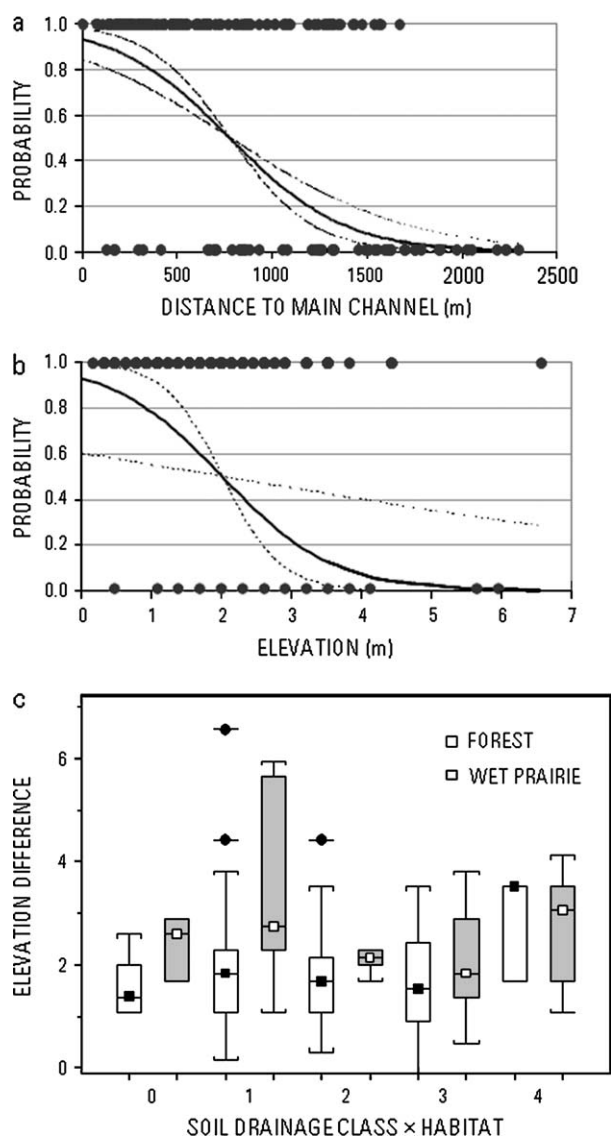 a
1.0
0.8
0.6
0.4
0.2
0.0
PROBABILITY
0 500 1000 1500 2000 2500
DISTANCE TO MAIN CHANNEL (m)
b
1.0
0.8
0.6
0.4
0.2
0.0
PROBABILITY
0 1 2 3 4 5 6 7
ELEVATION (m)
c
FOREST
WET PRAIRIE
6
4
2
0
ELEVATION DIFFERENCE
0 1 2 3 4
SOIL DRAINAGE CLASS × HABITAT